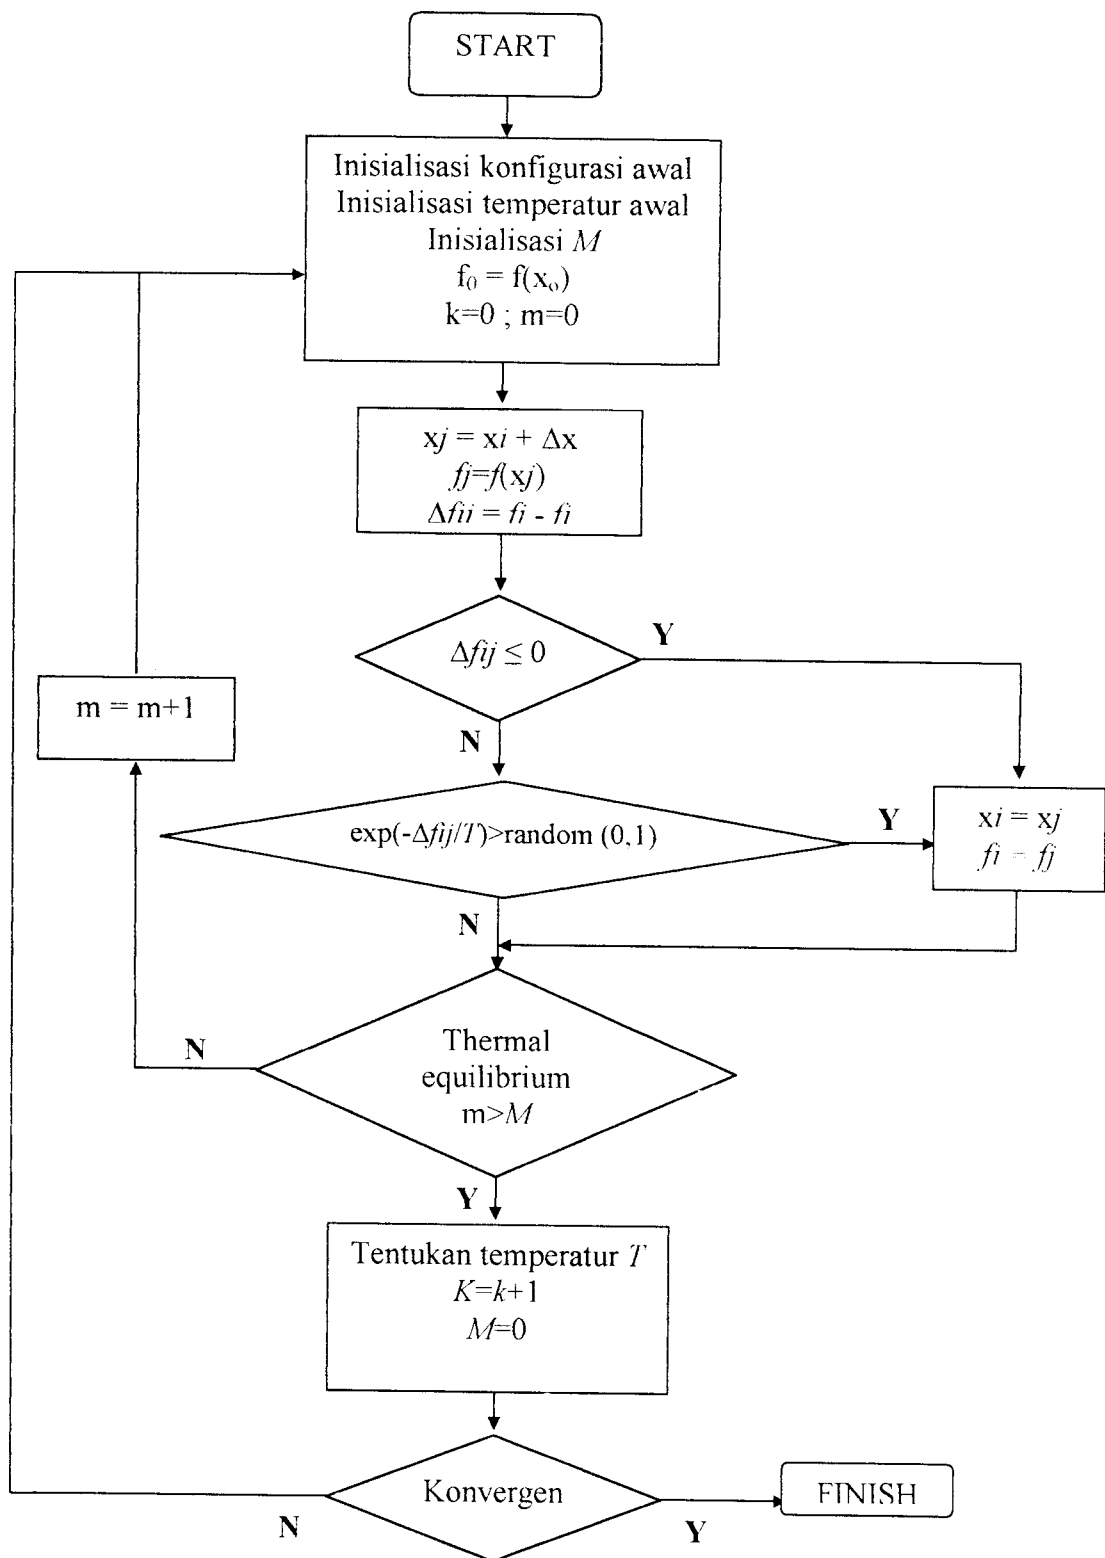 START
Inisialisasi konfigurasi awal
Inisialisasi temperatur awal
Inisialisasi M
f₀ = f(xₒ)
k=0 ; m=0
xj = xi + Δx
fj=f(xj)
Δfij = fj - fi
Δfij ≤ 0
Y
N
m = m+1
exp(-Δfij/T)>random (0,1)
Y
xi = xj
fi = fj
N
Thermal
equilibrium
m>M
N
Y
Tentukan temperatur T
K=k+1
M=0
Konvergen
N
Y
FINISH